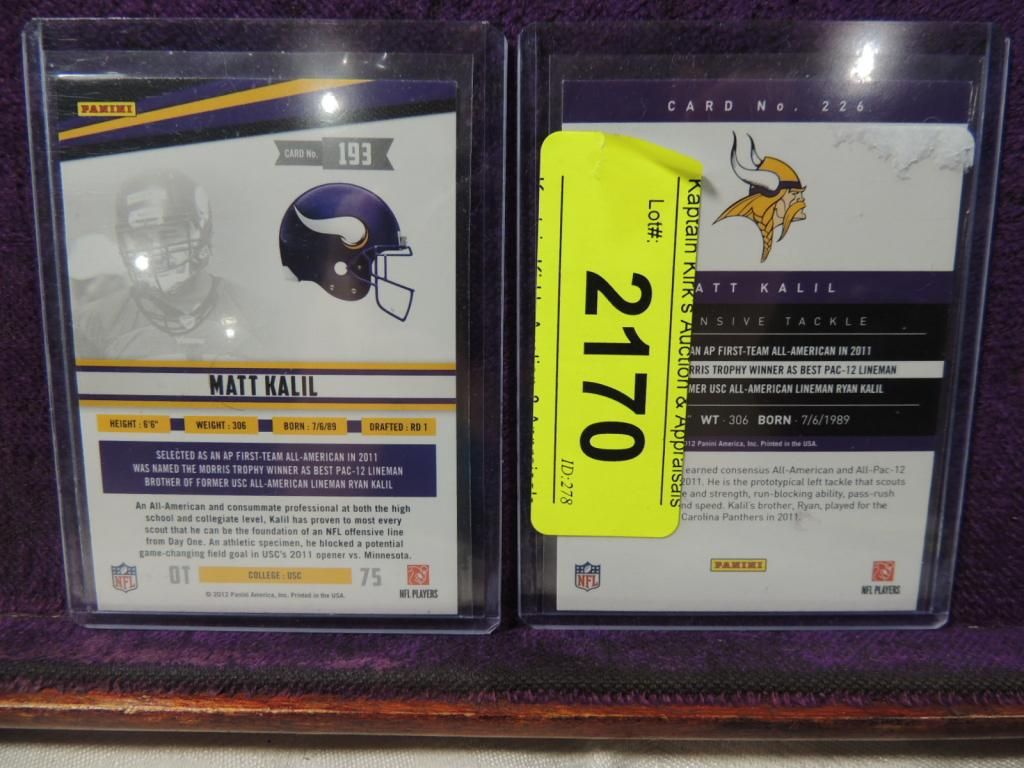 PANINI
CARD No. 193
MATT KALIL
HEIGHT: 6'6" WEIGHT: 306 BORN: 7/6/89 DRAFTED: RD 1
SELECTED AS AN AP FIRST-TEAM ALL-AMERICAN IN 2011
WAS NAMED THE MORRIS TROPHY WINNER AS BEST PAC-12 LINEMAN
BROTHER OF FORMER USC ALL-AMERICAN LINEMAN RYAN KALIL
An All-American and consummate professional at both the high
school and collegiate level, Kalil has proven to most every
scout that he can be the foundation of an NFL offensive line
from Day One. An athletic specimen, he blocked a potential
game-changing field goal in USC's 2011 opener vs. Minnesota.
NFL OT COLLEGE: USC 75
NFL PLAYERS
© 2012 Panini America, Inc. Printed in the USA.
CARD No. 226
Kaptain Kirk's Auction & Appraisals
Lot#:
2170
ID:278
ATT KALIL
NSIVE TACKLE
AN AP FIRST-TEAM ALL-AMERICAN IN 2011
RRIS TROPHY WINNER AS BEST PAC-12 LINEMAN
MER USC ALL-AMERICAN LINEMAN RYAN KALIL
WT · 306 BORN · 7/6/1989
12 Panini America, Inc. Printed in the USA.
earned consensus All-American and All-Pac-12
2011. He is the prototypical left tackle that scouts
e and strength, run-blocking ability, pass-rush
nd speed. Kalil's brother, Ryan, played for the
Carolina Panthers in 2011.
PANINI
NFL
NFL PLAYERS